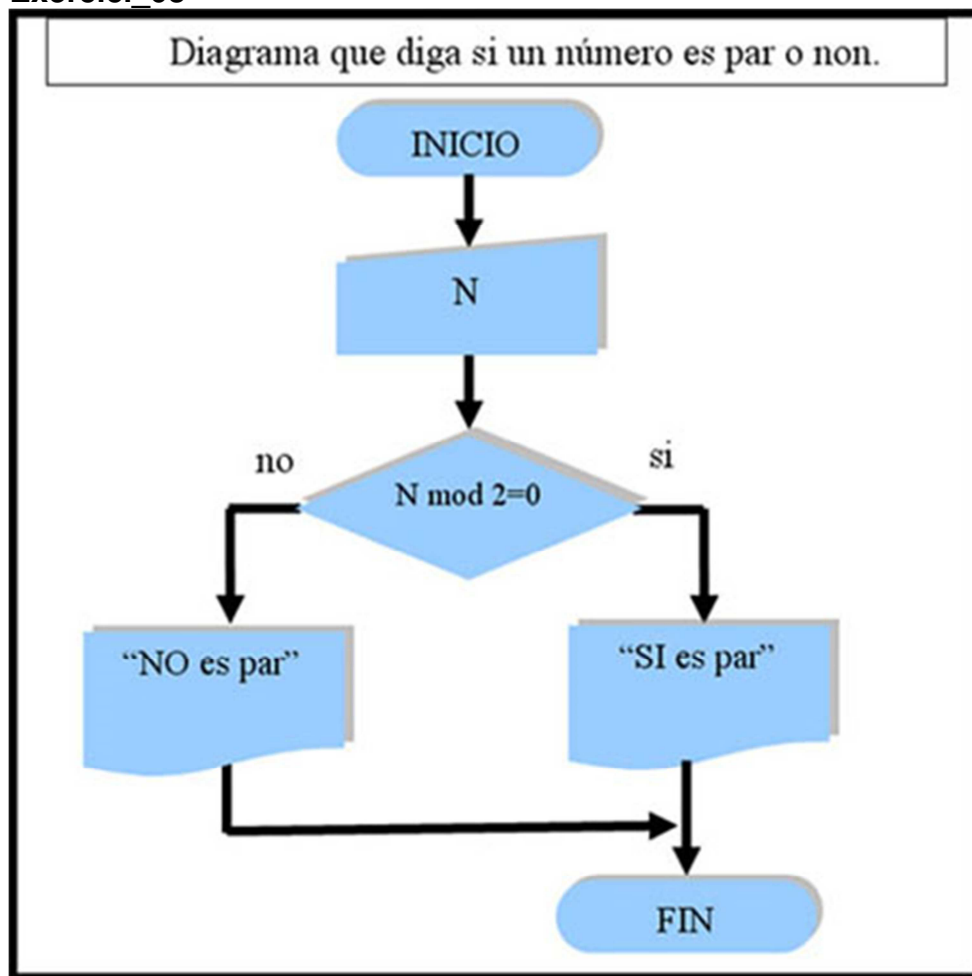 Diagrama que diga si un número es par o non.
INICIO
N
no
si
N mod 2=0
“NO es par”
“SI es par”
FIN